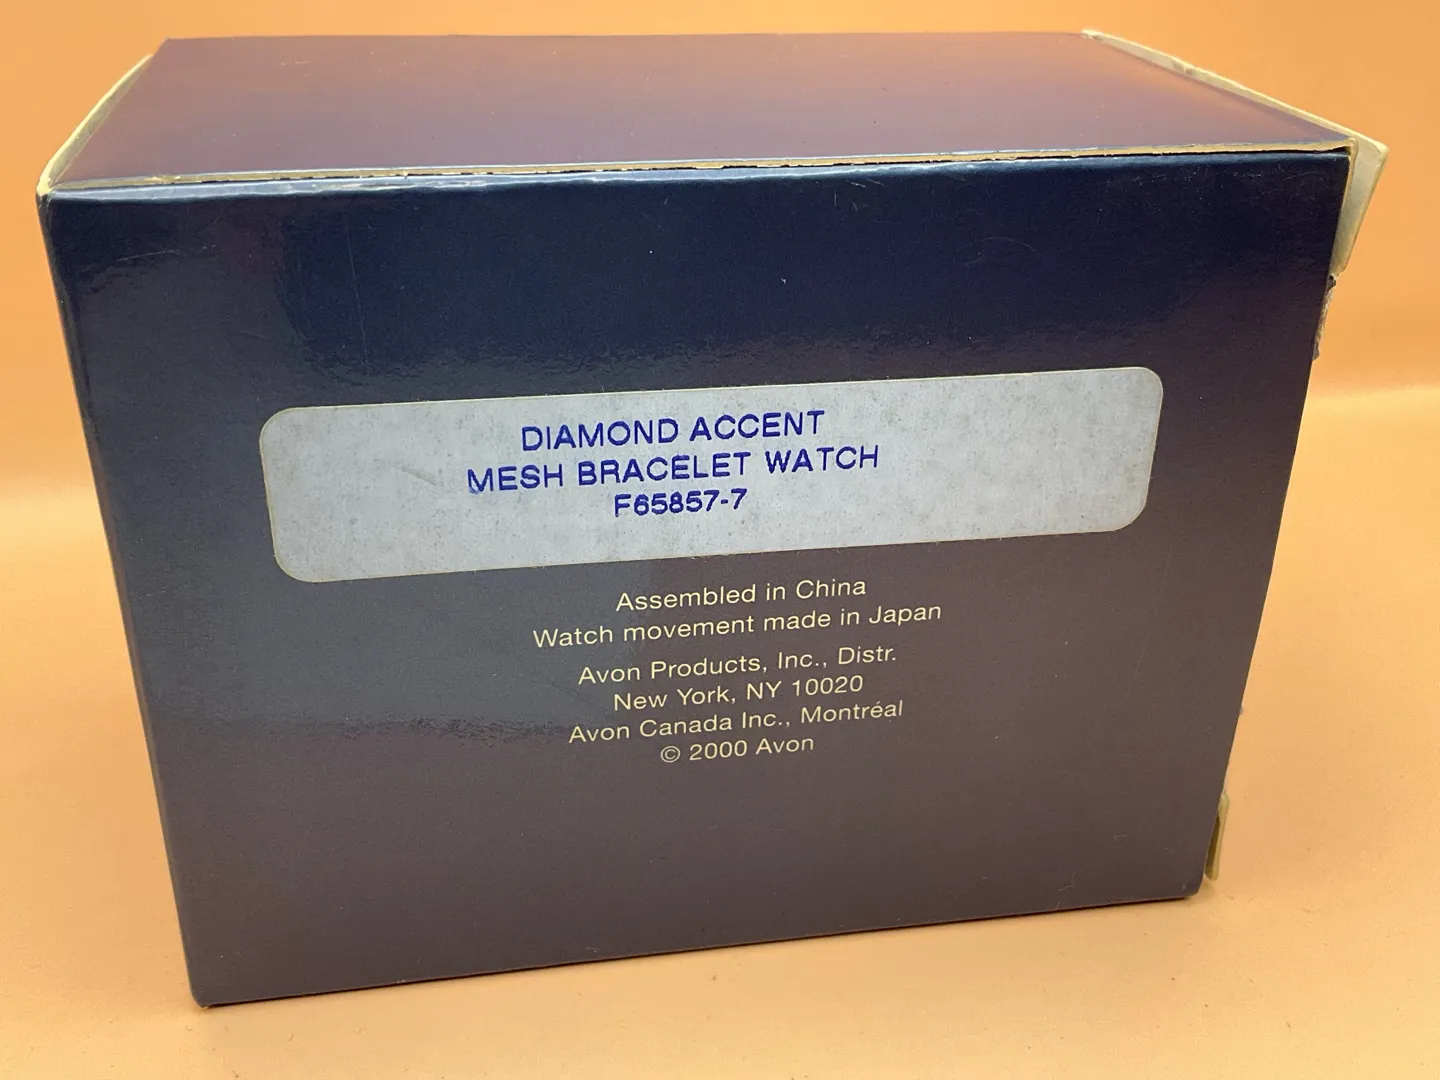 DIAMOND ACCENT
MESH BRACELET WATCH
F65857-7
Assembled in China
Watch movement made in Japan
Avon Products, Inc., Distr.
New York, NY 10020
Avon Canada Inc., Montréal
© 2000 Avon